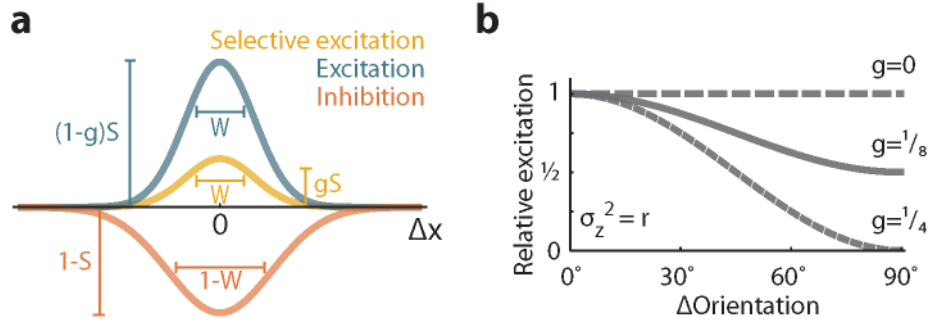 a
Selective excitation
Excitation
Inhibition
(1-g)S
W
W
gS
0
Δx
1-S
1-W
b
Relative excitation
1
½
0
g=0
g=¹/₈
g=¹/₄
σz² = r
0˚
30˚
60˚
90˚
ΔOrientation